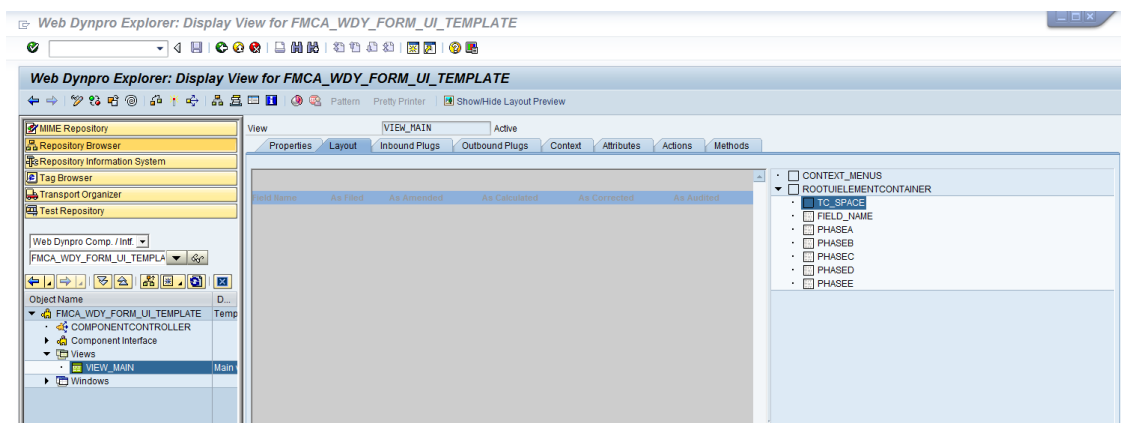 Web Dynpro Explorer: Display View for FMCA_WDY_FORM_UI_TEMPLATE
Web Dynpro Explorer: Display View for FMCA_WDY_FORM_UI_TEMPLATE
Pattern Pretty Printer Show/Hide Layout Preview
MIME Repository
Repository Browser
Repository Information System
Tag Browser
Transport Organizer
Test Repository
Web Dynpro Comp. / Intf.
FMCA_WDY_FORM_UI_TEMPLA
Object Name D...
FMCA_WDY_FORM_UI_TEMPLATE Temp
COMPONENTCONTROLLER
Component Interface
Views
VIEW_MAIN Main
Windows
View VIEW_MAIN Active
Properties Layout Inbound Plugs Outbound Plugs Context Attributes Actions Methods
Field Name As Filed As Amended As Calculated As Corrected As Audited
CONTEXT_MENUS
ROOTUIELEMENTCONTAINER
TC_SPACE
FIELD_NAME
PHASEA
PHASEB
PHASEC
PHASED
PHASEE